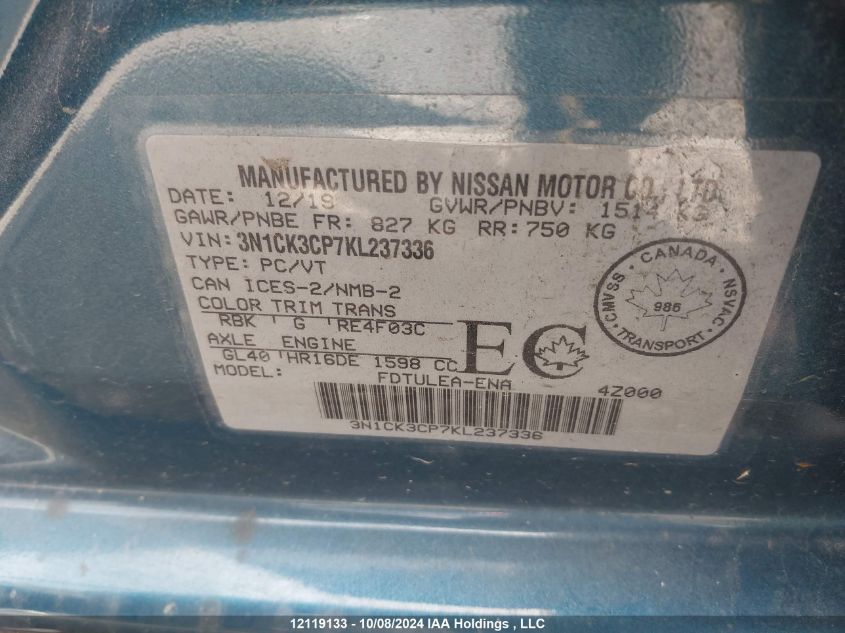 MANUFACTURED BY NISSAN MOTOR CO., LTD.
DATE: 12/18 GVWR/PNBV: 1514 KG
GAWR/PNBE FR: 827 KG RR: 750 KG
VIN: 3N1CK3CP7KL237336
TYPE: PC/VT
CAN ICES-2/NMB-2
COLOR TRIM TRANS
RBK G RE4F03C
AXLE ENGINE
GL40 HR16DE 1598 CC
MODEL: FDTULEA-ENA
EC
4Z000
3N1CK3CP7KL237336
CANADA
CMVSS
NSVAC
985
TRANSPORT
12119133 - 10/08/2024 IAA Holdings , LLC